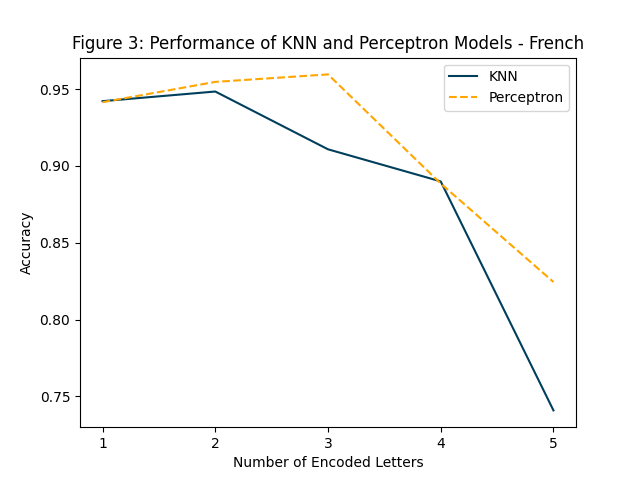 Figure 3: Performance of KNN and Perceptron Models - French
KNN
Perceptron
0.95
0.90
0.85
0.80
0.75
Accuracy
1 2 3 4 5
Number of Encoded Letters